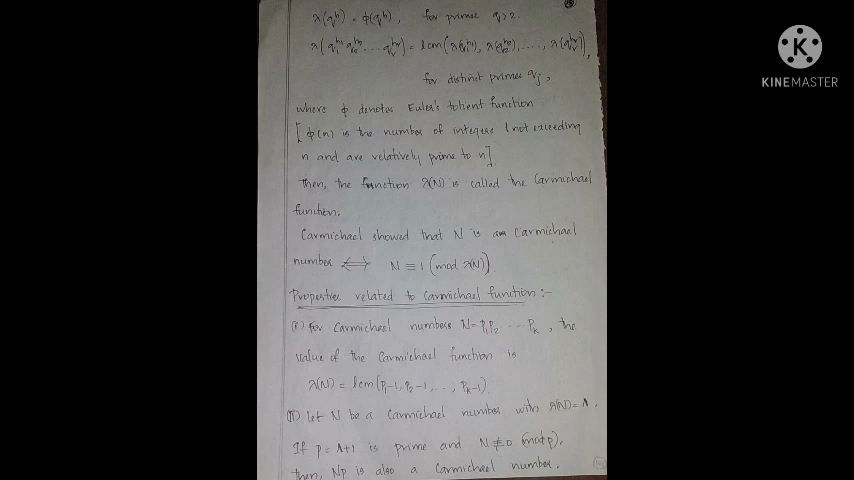 λ(q^h) = φ(q^h), for primes q>2.
λ(q₁^h₁ q₂^h₂ ... qᵥ^hᵥ) = lcm(λ(q₁^h₁), λ(q₂^h₂), ...., λ(qᵥ^hᵥ)),
for distinct primes qⱼ,
where φ denotes Euler's totient function
[φ(n) is the number of integers not exceeding
n and are relatively prime to n].
Then, the function λ(N) is called the Carmichael
function.
Carmichael showed that N is a Carmichael
number ⟺ N ≡ 1 (mod λ(N)).
Properties related to Carmichael function :-
(I) For Carmichael numbers N = P₁P₂ ... Pₖ, the
value of the Carmichael function is
λ(N) = lcm(P₁-1, P₂-1, ..., Pₖ-1).
(II) Let N be a Carmichael number with λ(N) = Λ.
If p = Λ+1 is prime and N ≢ 0 (mod p),
then, Np is also a Carmichael number.
K
KINEMASTER